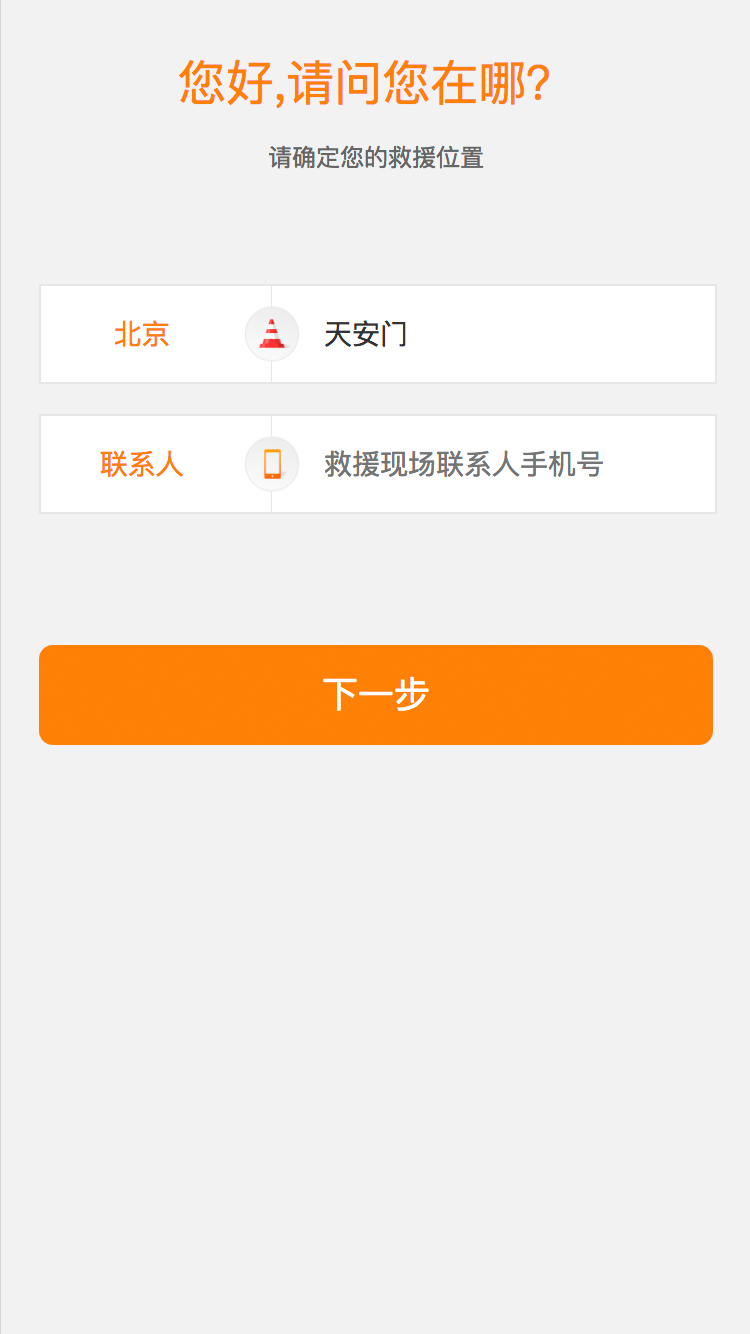 您好,请问您在哪?
请确定您的救援位置
北京 天安门
联系人 救援现场联系人手机号
下一步